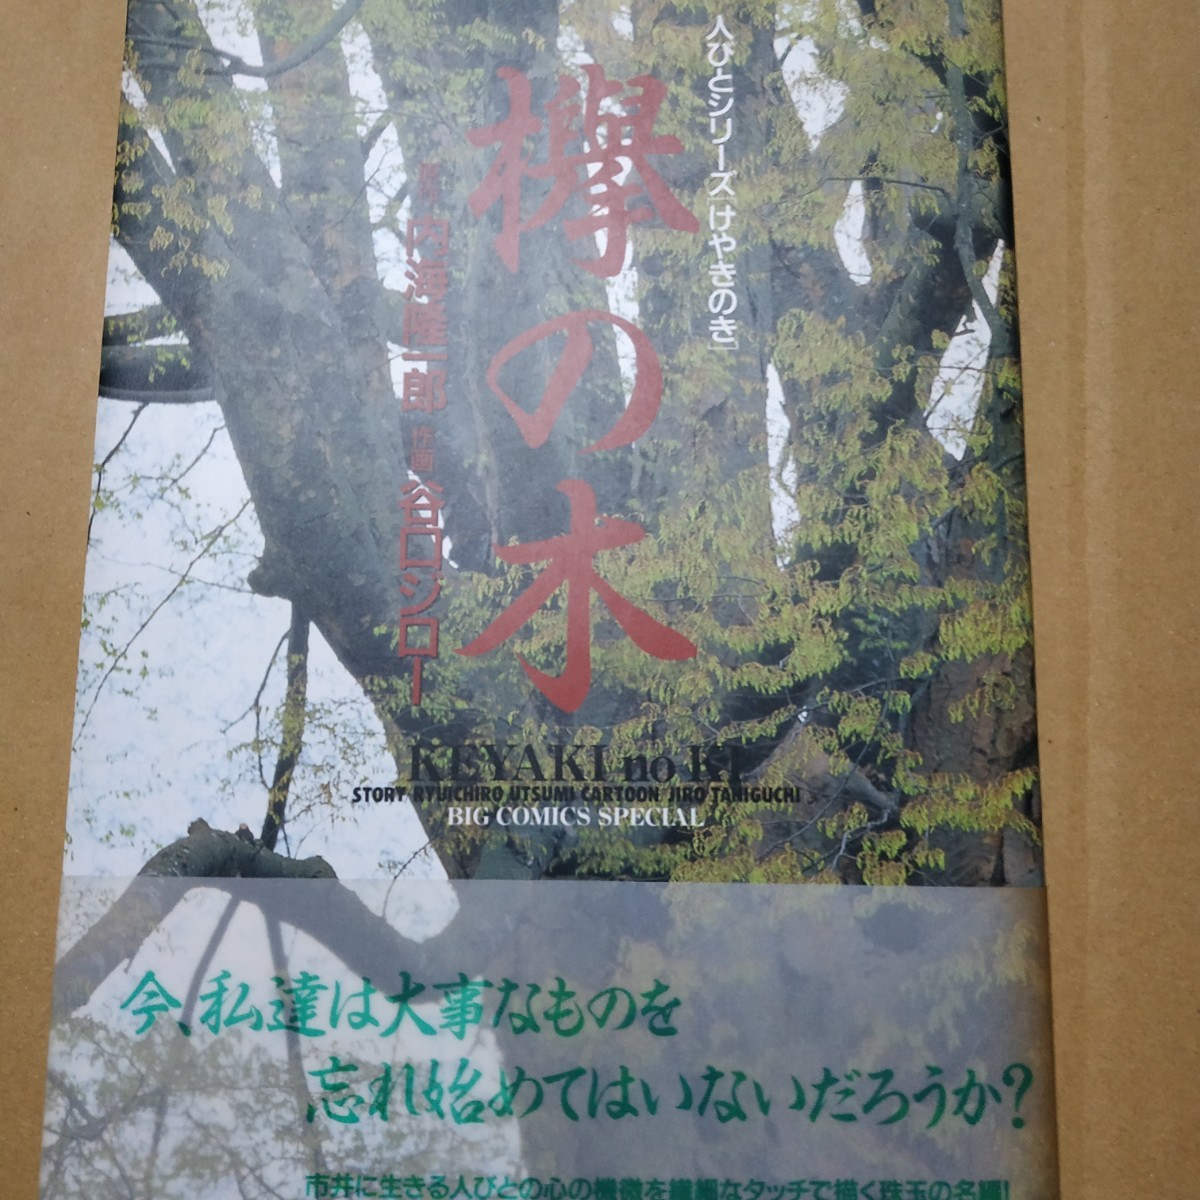 人びとシリーズ「けやきのき」
欅の木
原作 内海隆一郎 作画 谷口ジロー
KEYAKI no KI
STORY RYUICHIRO UTSUMI CARTOON JIRO TANIGUCHI
BIG COMICS SPECIAL
今、私達は大事なものを
忘れ始めてはいないだろうか?
市井に生きる人びとの心の機微を繊細なタッチで描く珠玉の名編!